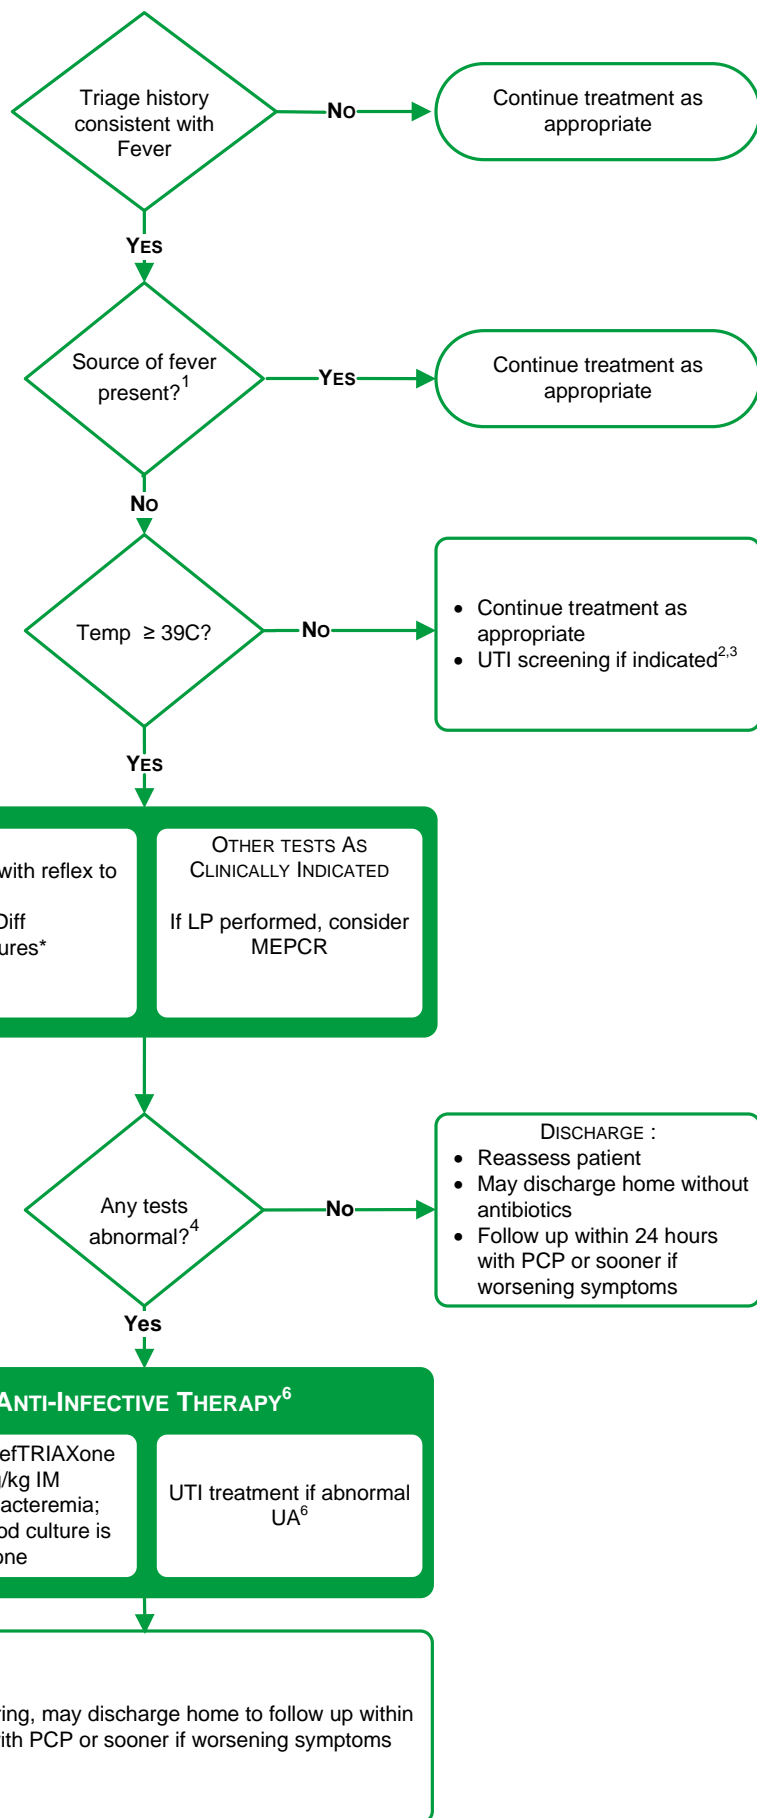 Triage history
consistent with
Fever
No
Continue treatment as
appropriate
YES
Source of fever
present?1
YES
Continue treatment as
appropriate
No
Temp ≥ 39C?
No
• Continue treatment as
appropriate
• UTI screening if indicated2,3
YES
with reflex to
Diff
ures*
OTHER TESTS AS
CLINICALLY INDICATED
If LP performed, consider
MEPCR
Any tests
abnormal?4
No
DISCHARGE :
• Reassess patient
• May discharge home without
antibiotics
• Follow up within 24 hours
with PCP or sooner if
worsening symptoms
Yes
ANTI-INFECTIVE THERAPY6
efTRIAXone
g/kg IM
acteremia;
od culture is
one
UTI treatment if abnormal
UA6
ring, may discharge home to follow up within
with PCP or sooner if worsening symptoms